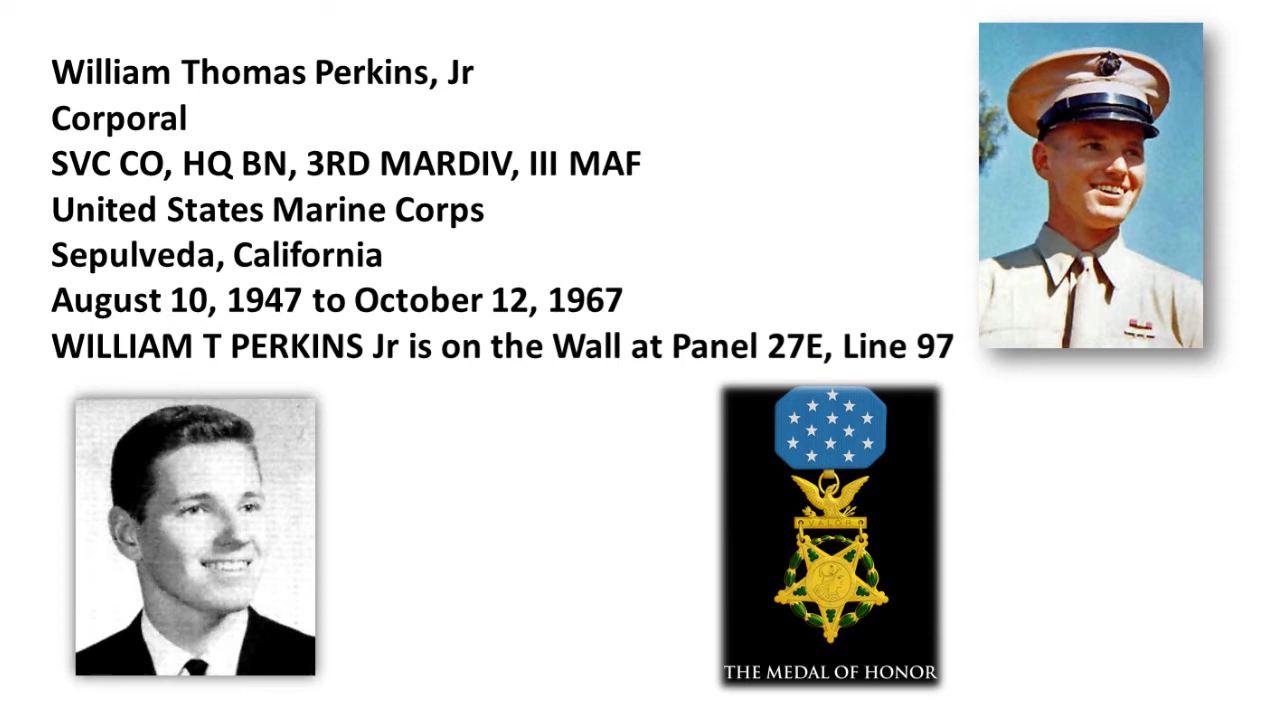 William Thomas Perkins, Jr
Corporal
SVC CO, HQ BN, 3RD MARDIV, III MAF
United States Marine Corps
Sepulveda, California
August 10, 1947 to October 12, 1967
WILLIAM T PERKINS Jr is on the Wall at Panel 27E, Line 97
VALOR
THE MEDAL OF HONOR